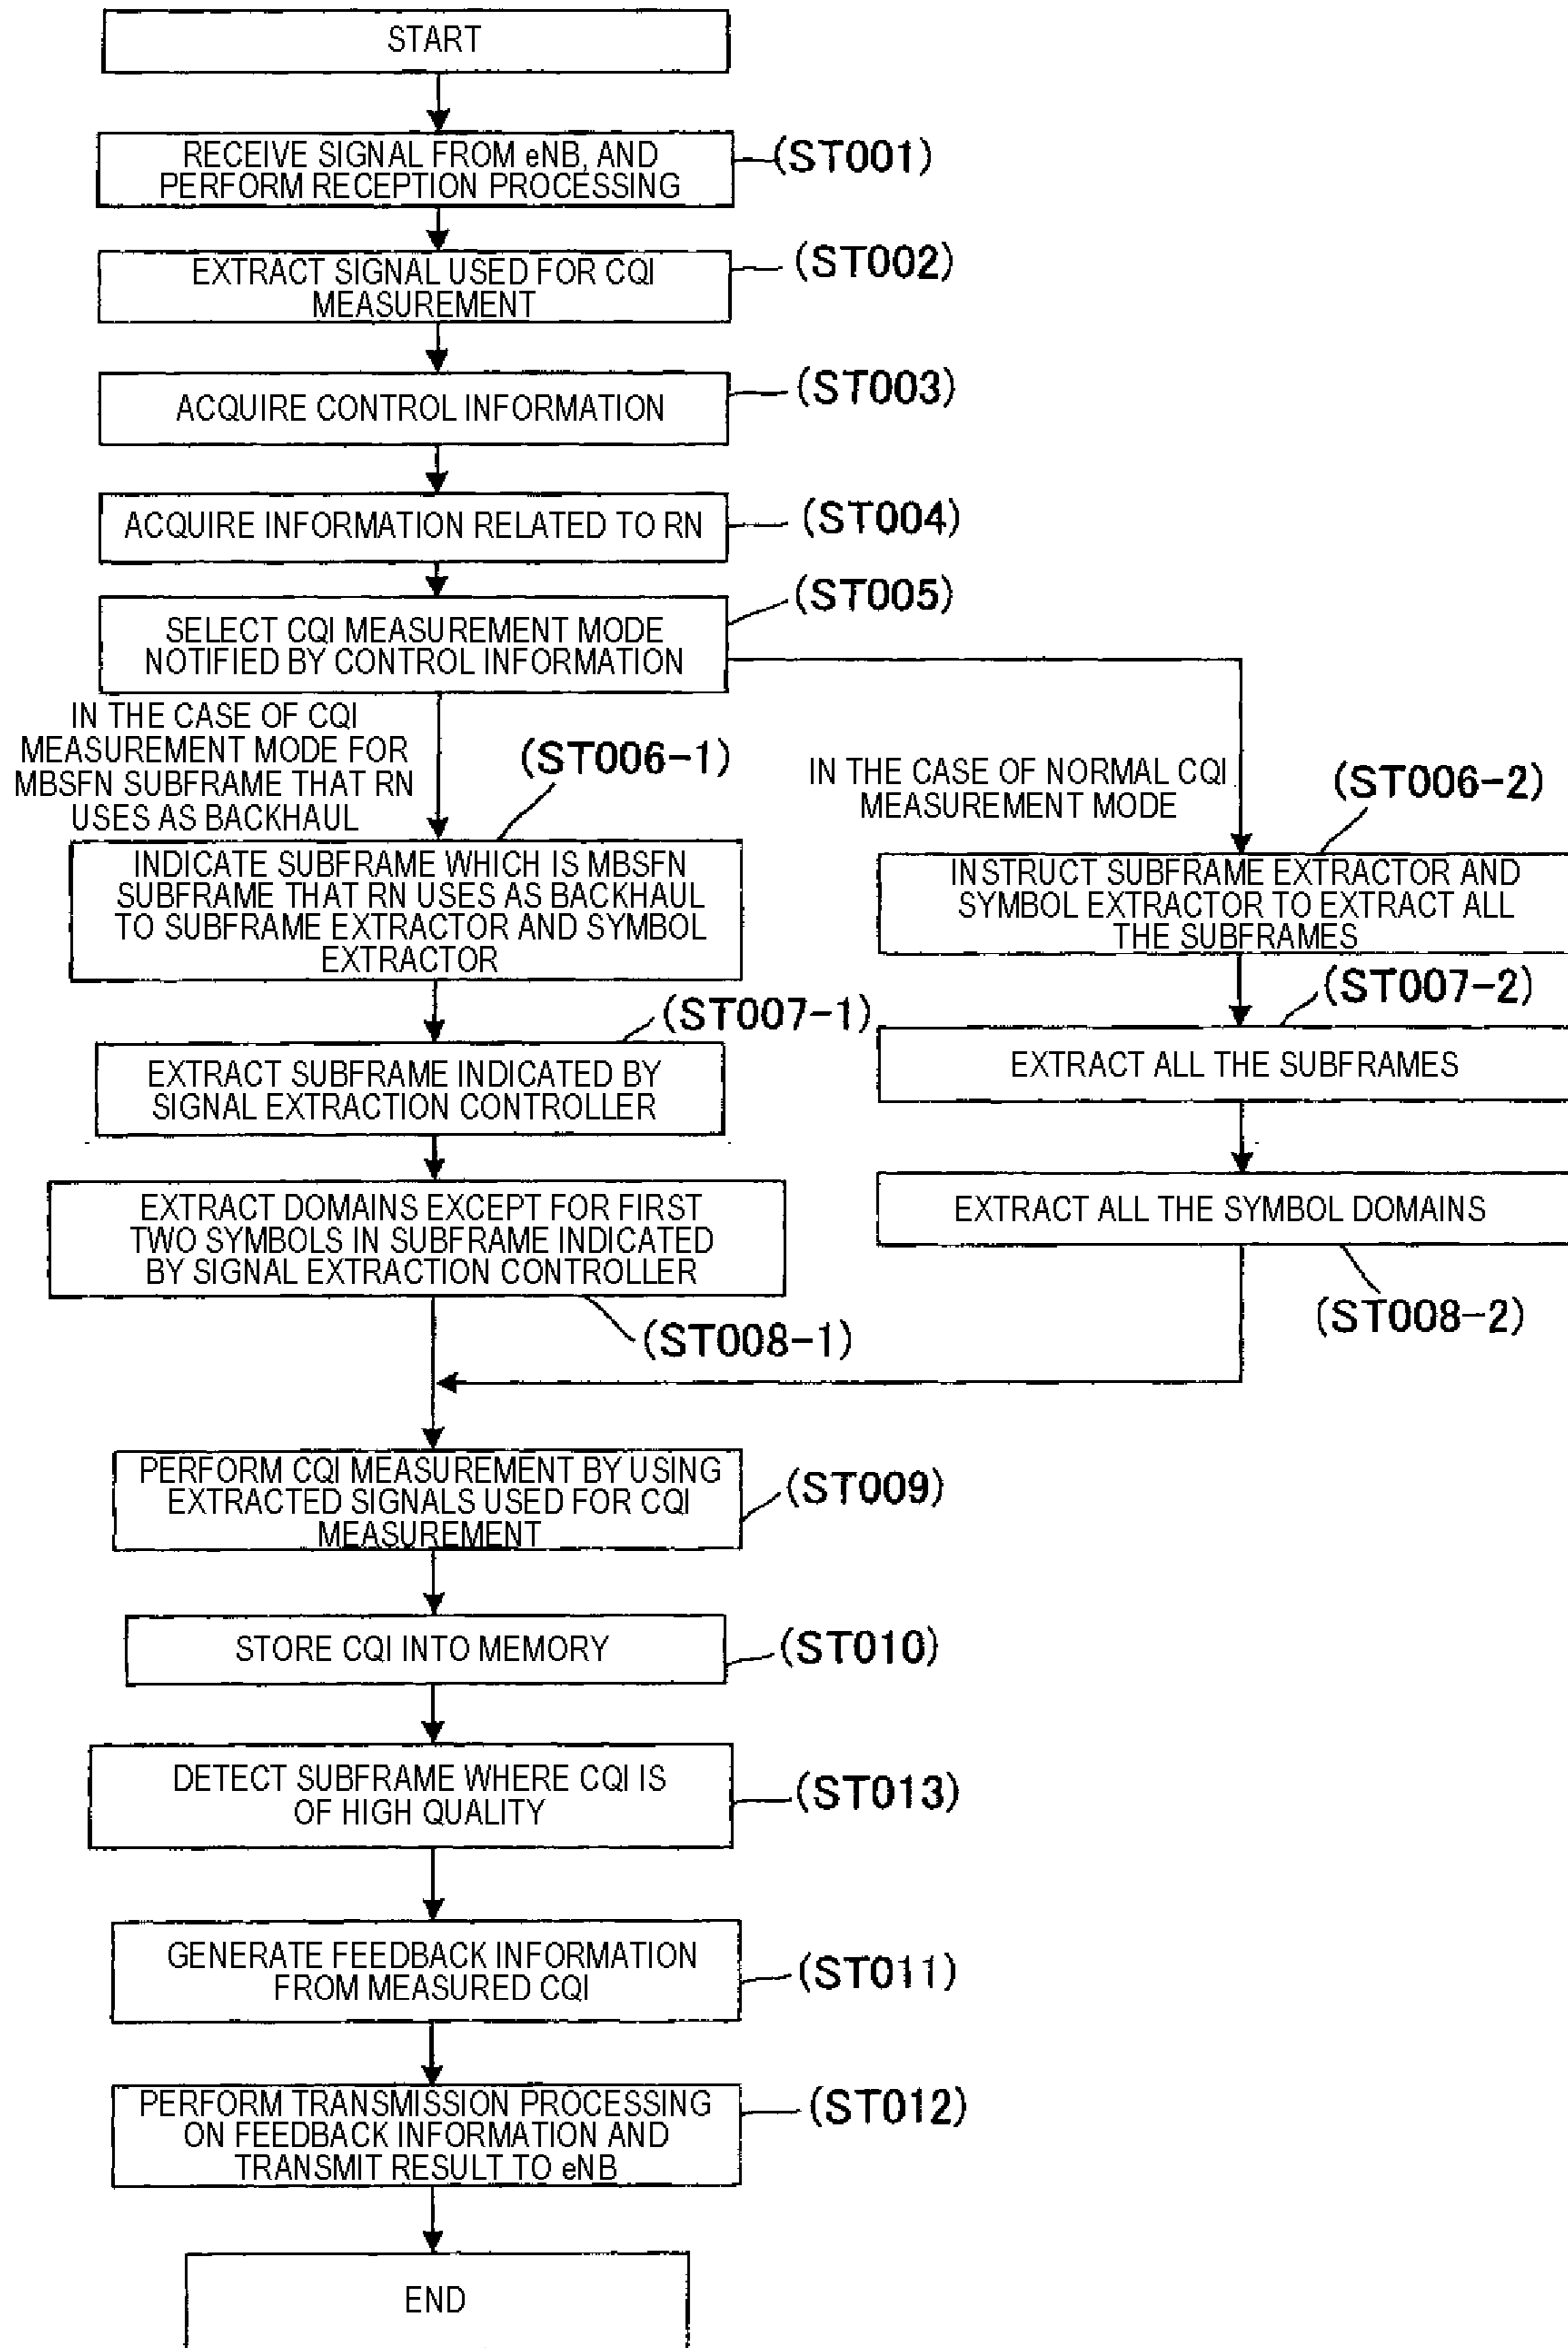 START
RECEIVE SIGNAL FROM eNB, AND
PERFORM RECEPTION PROCESSING
(ST001)
EXTRACT SIGNAL USED FOR CQI
MEASUREMENT
(ST002)
ACQUIRE CONTROL INFORMATION
(ST003)
ACQUIRE INFORMATION RELATED TO RN
(ST004)
SELECT CQI MEASUREMENT MODE
NOTIFIED BY CONTROL INFORMATION
(ST005)
IN THE CASE OF CQI
MEASUREMENT MODE FOR
MBSFN SUBFRAME THAT RN
USES AS BACKHAUL
(ST006-1)
INDICATE SUBFRAME WHICH IS MBSFN
SUBFRAME THAT RN USES AS BACKHAUL
TO SUBFRAME EXTRACTOR AND SYMBOL
EXTRACTOR
(ST007-1)
EXTRACT SUBFRAME INDICATED BY
SIGNAL EXTRACTION CONTROLLER
EXTRACT DOMAINS EXCEPT FOR FIRST
TWO SYMBOLS IN SUBFRAME INDICATED
BY SIGNAL EXTRACTION CONTROLLER
(ST008-1)
IN THE CASE OF NORMAL CQI
MEASUREMENT MODE
(ST006-2)
INSTRUCT SUBFRAME EXTRACTOR AND
SYMBOL EXTRACTOR TO EXTRACT ALL
THE SUBFRAMES
(ST007-2)
EXTRACT ALL THE SUBFRAMES
EXTRACT ALL THE SYMBOL DOMAINS
(ST008-2)
PERFORM CQI MEASUREMENT BY USING
EXTRACTED SIGNALS USED FOR CQI
MEASUREMENT
(ST009)
STORE CQI INTO MEMORY
(ST010)
DETECT SUBFRAME WHERE CQI IS
OF HIGH QUALITY
(ST013)
GENERATE FEEDBACK INFORMATION
FROM MEASURED CQI
(ST011)
PERFORM TRANSMISSION PROCESSING
ON FEEDBACK INFORMATION AND
TRANSMIT RESULT TO eNB
(ST012)
END